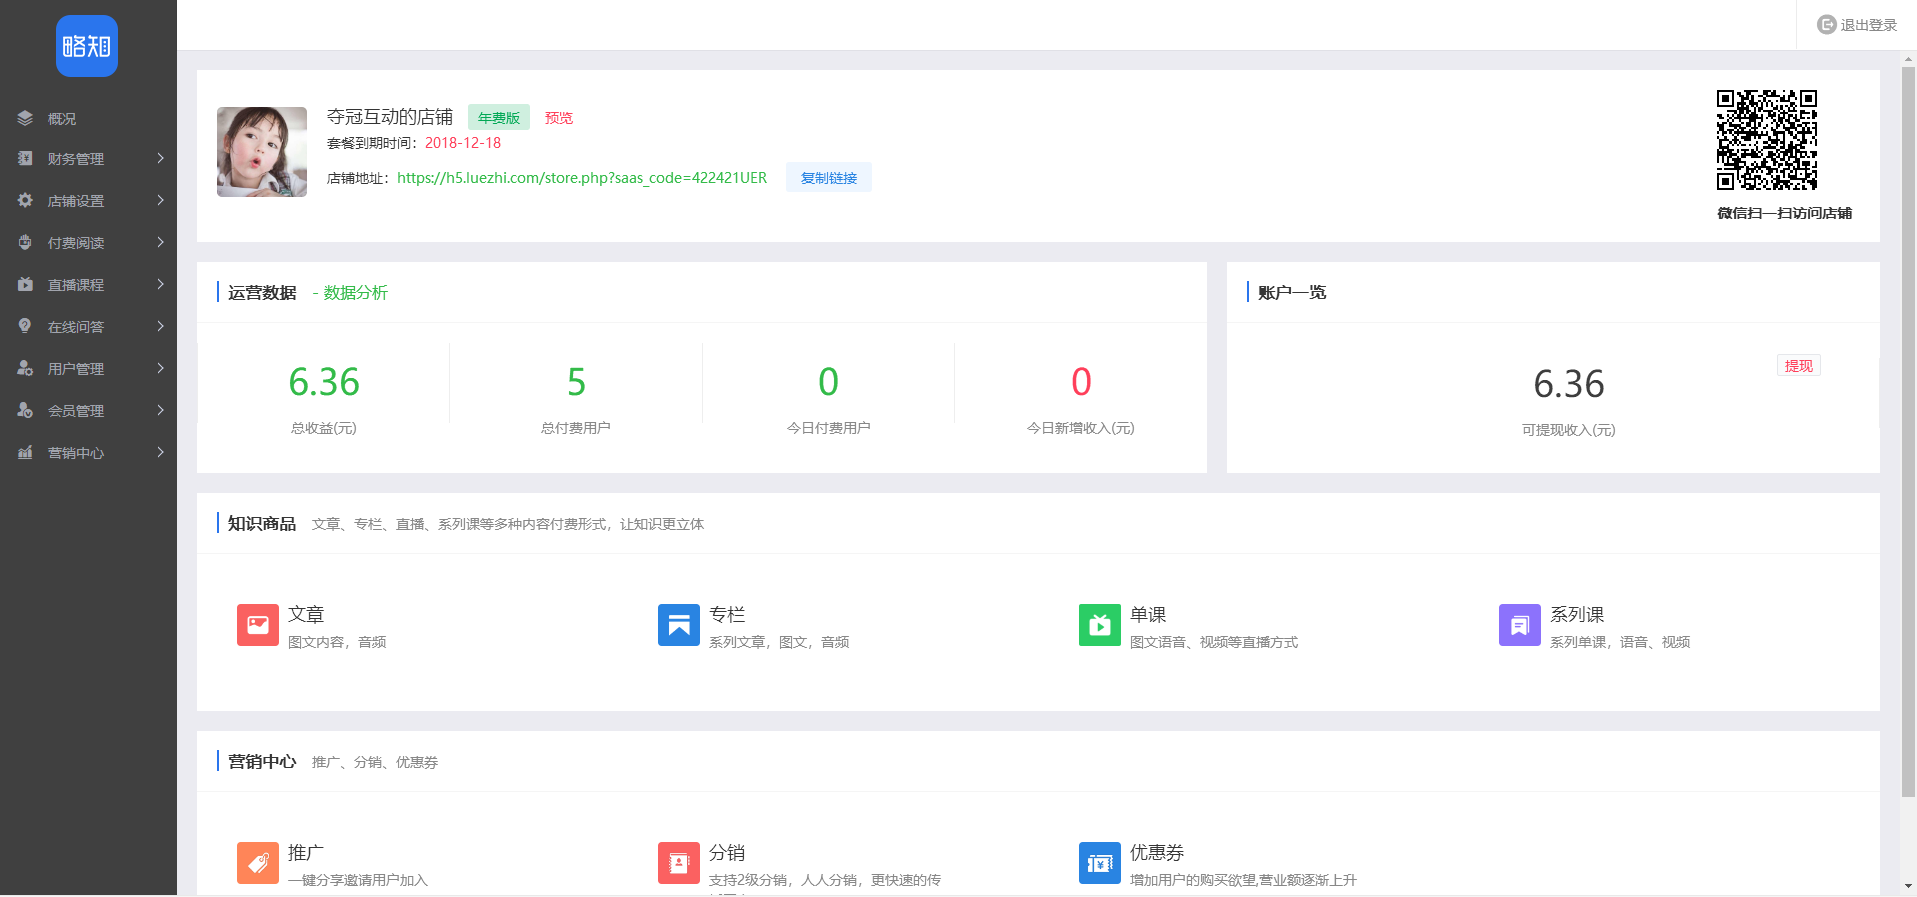 略知
退出登录
概况
财务管理
店铺设置
付费阅读
直播课程
在线问答
用户管理
会员管理
营销中心
夺冠互动的店铺 年费版 预览
套餐到期时间：2018-12-18
店铺地址：https://h5.luezhi.com/store.php?saas_code=422421UER 复制链接
微信扫一扫访问店铺
运营数据 - 数据分析
6.36
总收益(元)
5
总付费用户
0
今日付费用户
0
今日新增收入(元)
账户一览
提现
6.36
可提现收入(元)
知识商品 文章、专栏、直播、系列课等多种内容付费形式，让知识更立体
文章
图文内容，音频
专栏
系列文章，图文，音频
单课
图文语音、视频等直播方式
系列课
系列单课，语音、视频
营销中心 推广、分销、优惠券
推广
一键分享邀请用户加入
分销
支持2级分销，人人分销，更快速的传
优惠券
增加用户的购买欲望,营业额逐渐上升